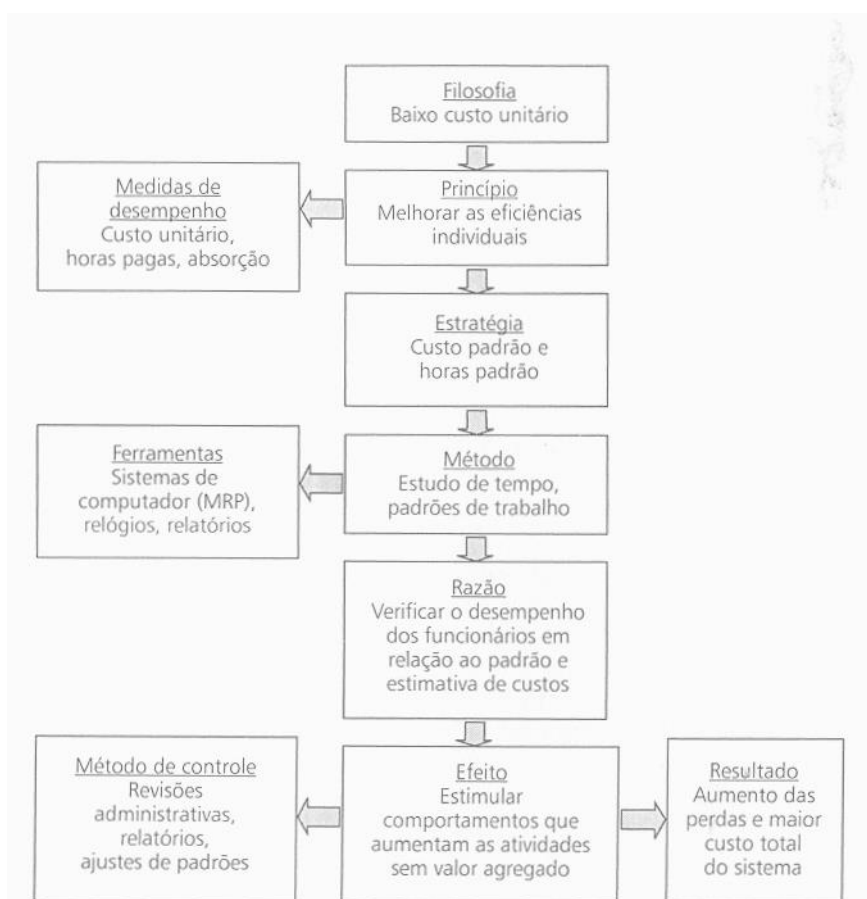 Filosofia
Baixo custo unitário
Medidas de
desempenho
Custo unitário,
horas pagas, absorção
Princípio
Melhorar as eficiências
individuais
Estratégia
Custo padrão e
horas padrão
Ferramentas
Sistemas de
computador (MRP),
relógios, relatórios
Método
Estudo de tempo,
padrões de trabalho
Razão
Verificar o desempenho
dos funcionários em
relação ao padrão e
estimativa de custos
Método de controle
Revisões
administrativas,
relatórios,
ajustes de padrões
Efeito
Estimular
comportamentos que
aumentam as atividades
sem valor agregado
Resultado
Aumento das
perdas e maior
custo total
do sistema